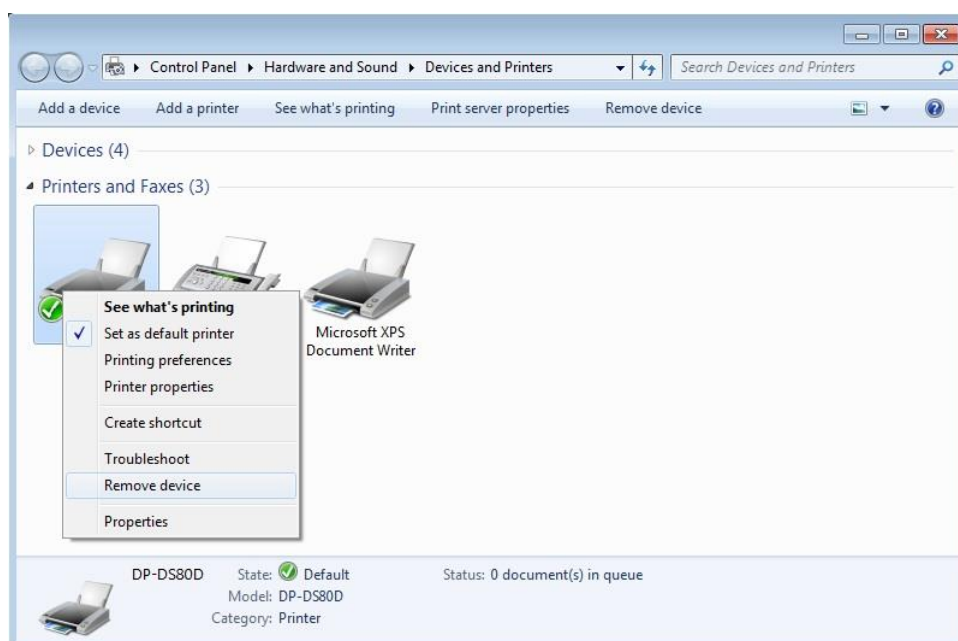 Control Panel Hardware and Sound Devices and Printers Search Devices and Printers
Add a device Add a printer See what's printing Print server properties Remove device
Devices (4)
Printers and Faxes (3)
See what's printing
Set as default printer
Printing preferences
Printer properties
Create shortcut
Troubleshoot
Remove device
Properties
Microsoft XPS
Document Writer
DP-DS80D State: Default Status: 0 document(s) in queue
Model: DP-DS80D
Category: Printer